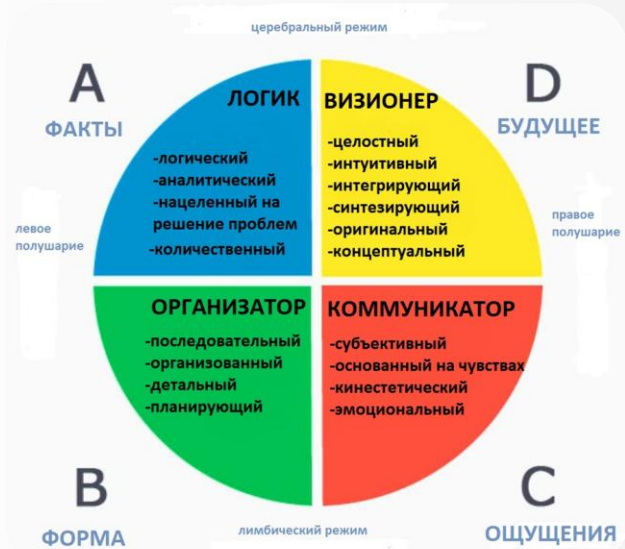 церебральный режим
A
ФАКТЫ
D
БУДУЩЕЕ
ЛОГИК
-логический
-аналитический
-нацеленный на
решение проблем
-количественный
ВИЗИОНЕР
-целостный
-интуитивный
-интегрирующий
-синтезирующий
-оригинальный
-концептуальный
левое
полушарие
правое
полушарие
ОРГАНИЗАТОР
-последовательный
-организованный
-детальный
-планирующий
КОММУНИКАТОР
-субъективный
-основанный на чувствах
-кинестетический
-эмоциональный
B
ФОРМА
лимбический режим
C
ОЩУЩЕНИЯ